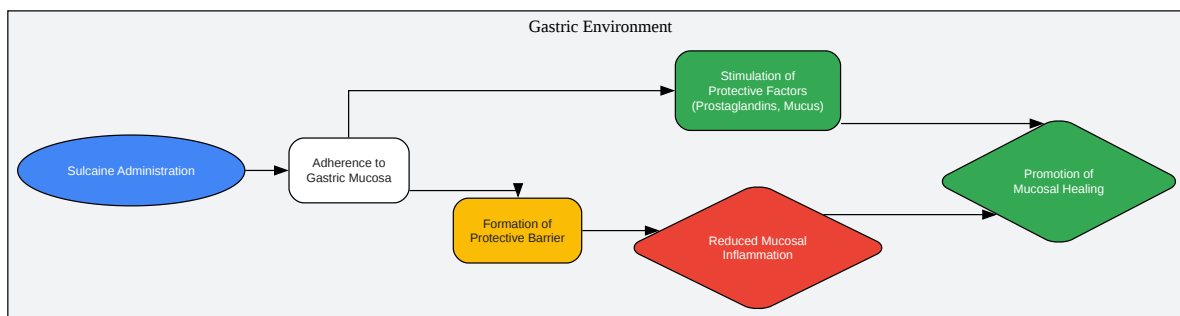 Gastric Environment
Sulcaine Administration
Adherence to
Gastric Mucosa
Stimulation of
Protective Factors
(Prostaglandins, Mucus)
Formation of
Protective Barrier
Reduced Mucosal
Inflammation
Promotion of
Mucosal Healing